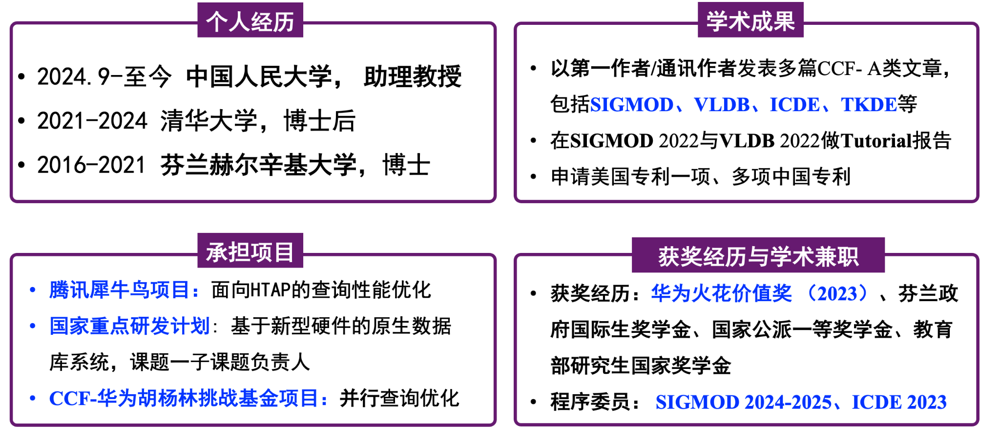 个人经历
• 2024.9-至今 中国人民大学，助理教授
• 2021-2024 清华大学，博士后
• 2016-2021 芬兰赫尔辛基大学，博士
学术成果
• 以第一作者/通讯作者发表多篇CCF- A类文章，
包括SIGMOD、VLDB、ICDE、TKDE等
• 在SIGMOD 2022与VLDB 2022做Tutorial报告
• 申请美国专利一项、多项中国专利
承担项目
• 腾讯犀牛鸟项目：面向HTAP的查询性能优化
• 国家重点研发计划：基于新型硬件的原生数据
库系统，课题一子课题负责人
• CCF-华为胡杨林挑战基金项目：并行查询优化
获奖经历与学术兼职
• 获奖经历：华为火花价值奖（2023）、芬兰政
府国际生奖学金、国家公派一等奖学金、教育
部研究生国家奖学金
• 程序委员：SIGMOD 2024-2025、ICDE 2023